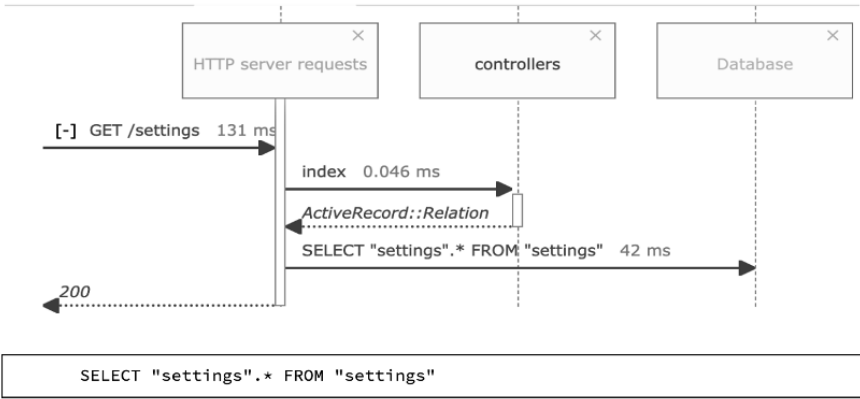 HTTP server requests
controllers
Database
[-] GET /settings 131 ms
index 0.046 ms
ActiveRecord::Relation
SELECT "settings".* FROM "settings" 42 ms
200
SELECT "settings".* FROM "settings"